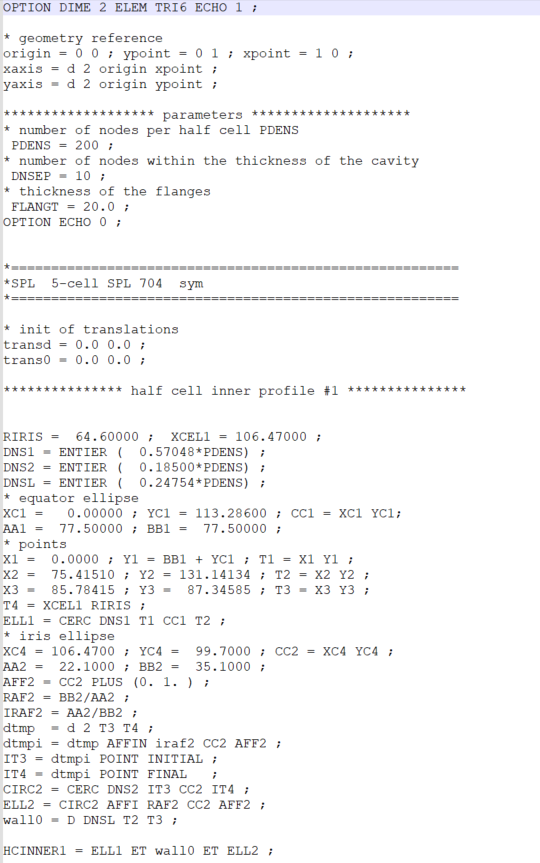 OPTION DIME 2 ELEM TRI6 ECHO 1 ;
* geometry reference
origin = 0 0 ; ypoint = 0 1 ; xpoint = 1 0 ;
xaxis = d 2 origin xpoint ;
yaxis = d 2 origin ypoint ;
******************* parameters ********************
* number of nodes per half cell PDENS
PDENS = 200 ;
* number of nodes within the thickness of the cavity
DNSEP = 10 ;
* thickness of the flanges
FLANGT = 20.0 ;
OPTION ECHO 0 ;
*=======================================================
*SPL  5-cell SPL 704  sym
*=======================================================
* init of translations
transd = 0.0 0.0 ;
trans0 = 0.0 0.0 ;
*************** half cell inner profile #1 ***************
RIRIS =  64.60000 ;  XCEL1 = 106.47000 ;
DNS1 = ENTIER (  0.57048*PDENS) ;
DNS2 = ENTIER (  0.18500*PDENS) ;
DNSL = ENTIER (  0.24754*PDENS) ;
* equator ellipse
XC1 =   0.00000 ; YC1 = 113.28600 ; CC1 = XC1 YC1;
AA1 =  77.50000 ; BB1 =  77.50000 ;
* points
X1 =  0.0000 ; Y1 = BB1 + YC1 ; T1 = X1 Y1 ;
X2 =  75.41510 ; Y2 = 131.14134 ; T2 = X2 Y2 ;
X3 =  85.78415 ; Y3 =  87.34585 ; T3 = X3 Y3 ;
T4 = XCEL1 RIRIS ;
ELL1 = CERC DNS1 T1 CC1 T2 ;
* iris ellipse
XC4 = 106.4700 ; YC4 =  99.7000 ; CC2 = XC4 YC4 ;
AA2 =  22.1000 ; BB2 =  35.1000 ;
AFF2 = CC2 PLUS (0. 1. ) ;
RAF2 = BB2/AA2 ;
IRAF2 = AA2/BB2 ;
dtmp  = d 2 T3 T4 ;
dtmpi = dtmp AFFIN iraf2 CC2 AFF2 ;
IT3 = dtmpi POINT INITIAL ;
IT4 = dtmpi POINT FINAL   ;
CIRC2 = CERC DNS2 IT3 CC2 IT4 ;
ELL2 = CIRC2 AFFI RAF2 CC2 AFF2 ;
wall0 = D DNSL T2 T3 ;
HCINNER1 = ELL1 ET wall0 ET ELL2 ;